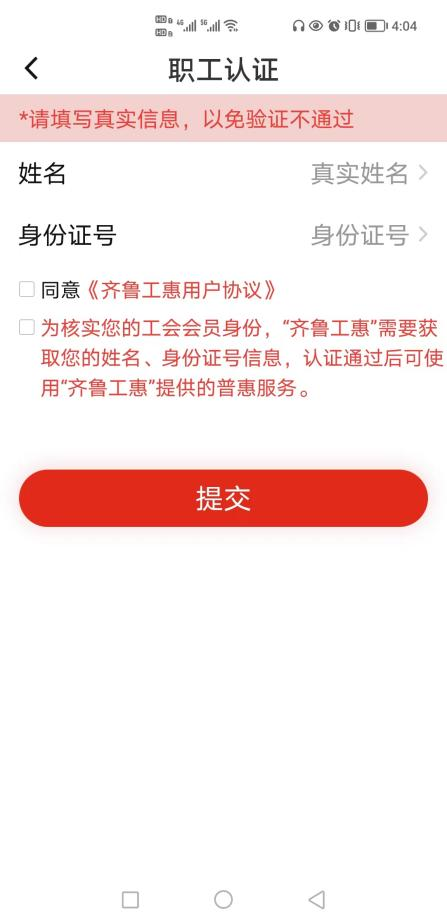 HD B 4G 5G 4:04
HD B
职工认证
*请填写真实信息，以免验证不通过
姓名 真实姓名
身份证号 身份证号
同意《齐鲁工惠用户协议》
为核实您的工会会员身份，“齐鲁工惠”需要获
取您的姓名、身份证号信息，认证通过后可使
用“齐鲁工惠”提供的普惠服务。
提交